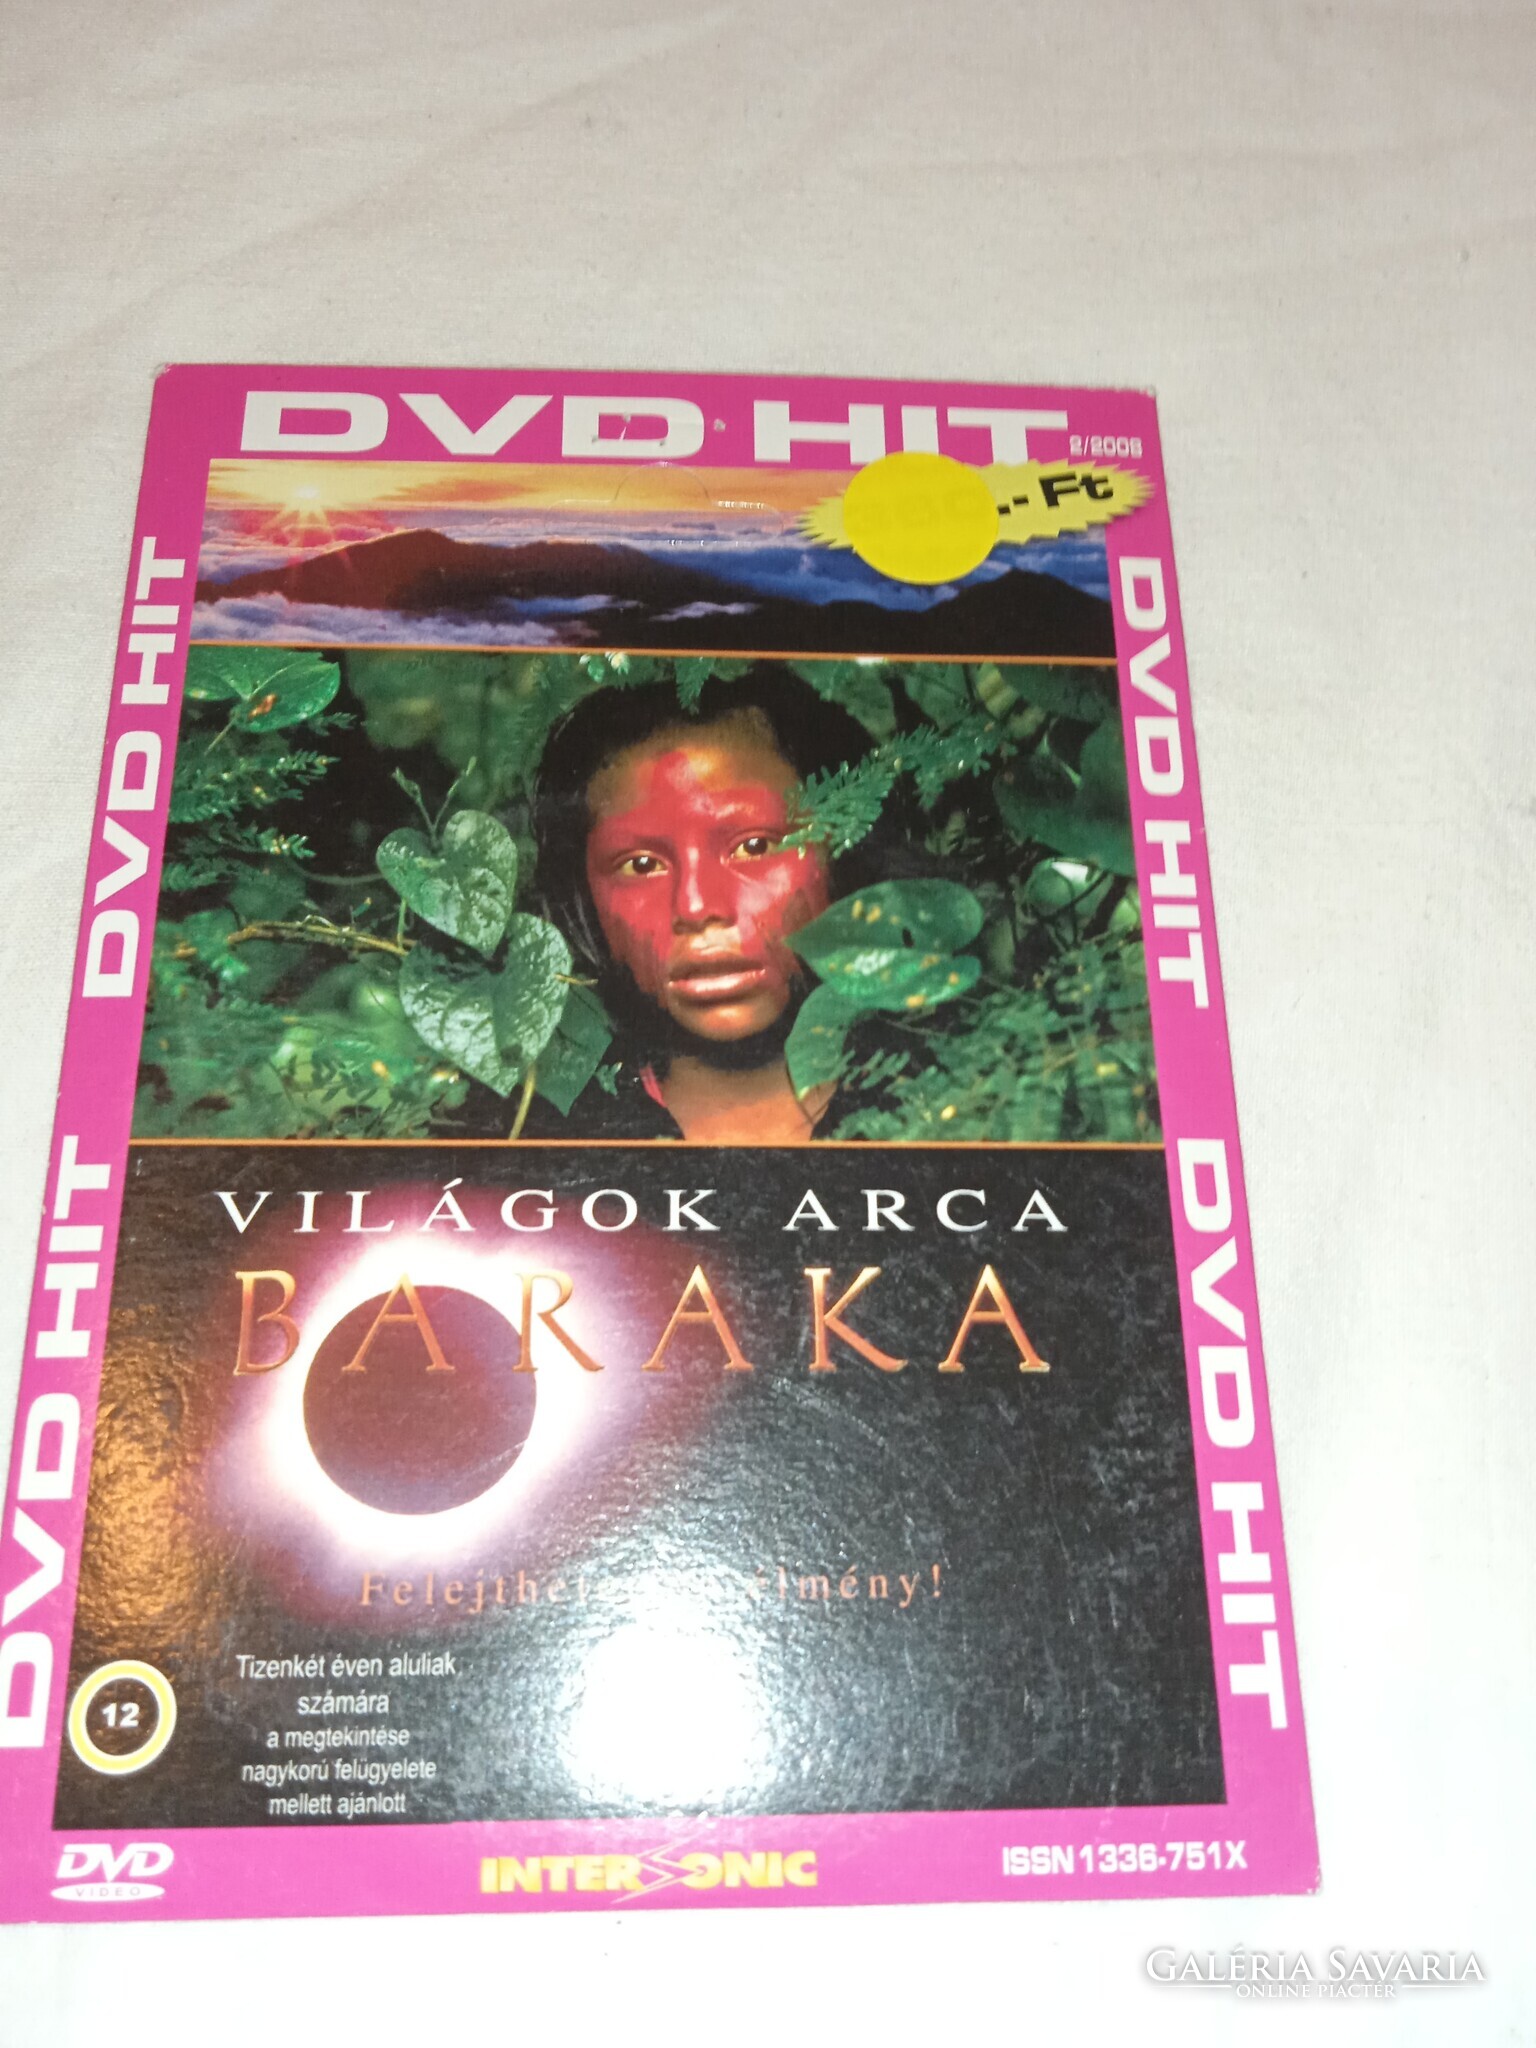 DVD HIT
2/2006
.- Ft
DVD HIT
DVD HIT
DVD HIT
DVD HIT
VILÁGOK ARCA
BARAKA
élmény!
Tizenkét éven aluliak
számára
a megtekintése
nagykorú felügyelete
mellett ajánlott
12
DVD
VIDEO
INTERSONIC
ISSN 1336-751X
GALÉRIA SAVARIA
ONLINE PIACTÉR